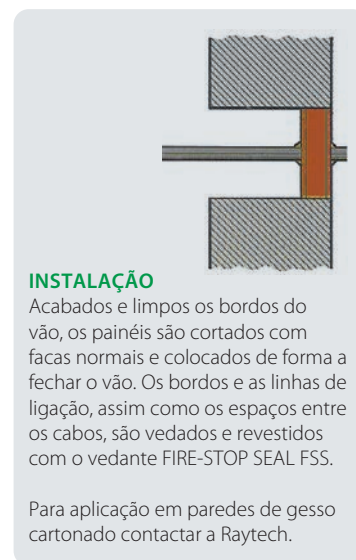 INSTALAÇÃO
Acabados e limpos os bordos do
vão, os painéis são cortados com
facas normais e colocados de forma a
fechar o vão. Os bordos e as linhas de
ligação, assim como os espaços entre
os cabos, são vedados e revestidos
com o vedante FIRE-STOP SEAL FSS.
Para aplicação em paredes de gesso
cartonado contactar a Raytech.